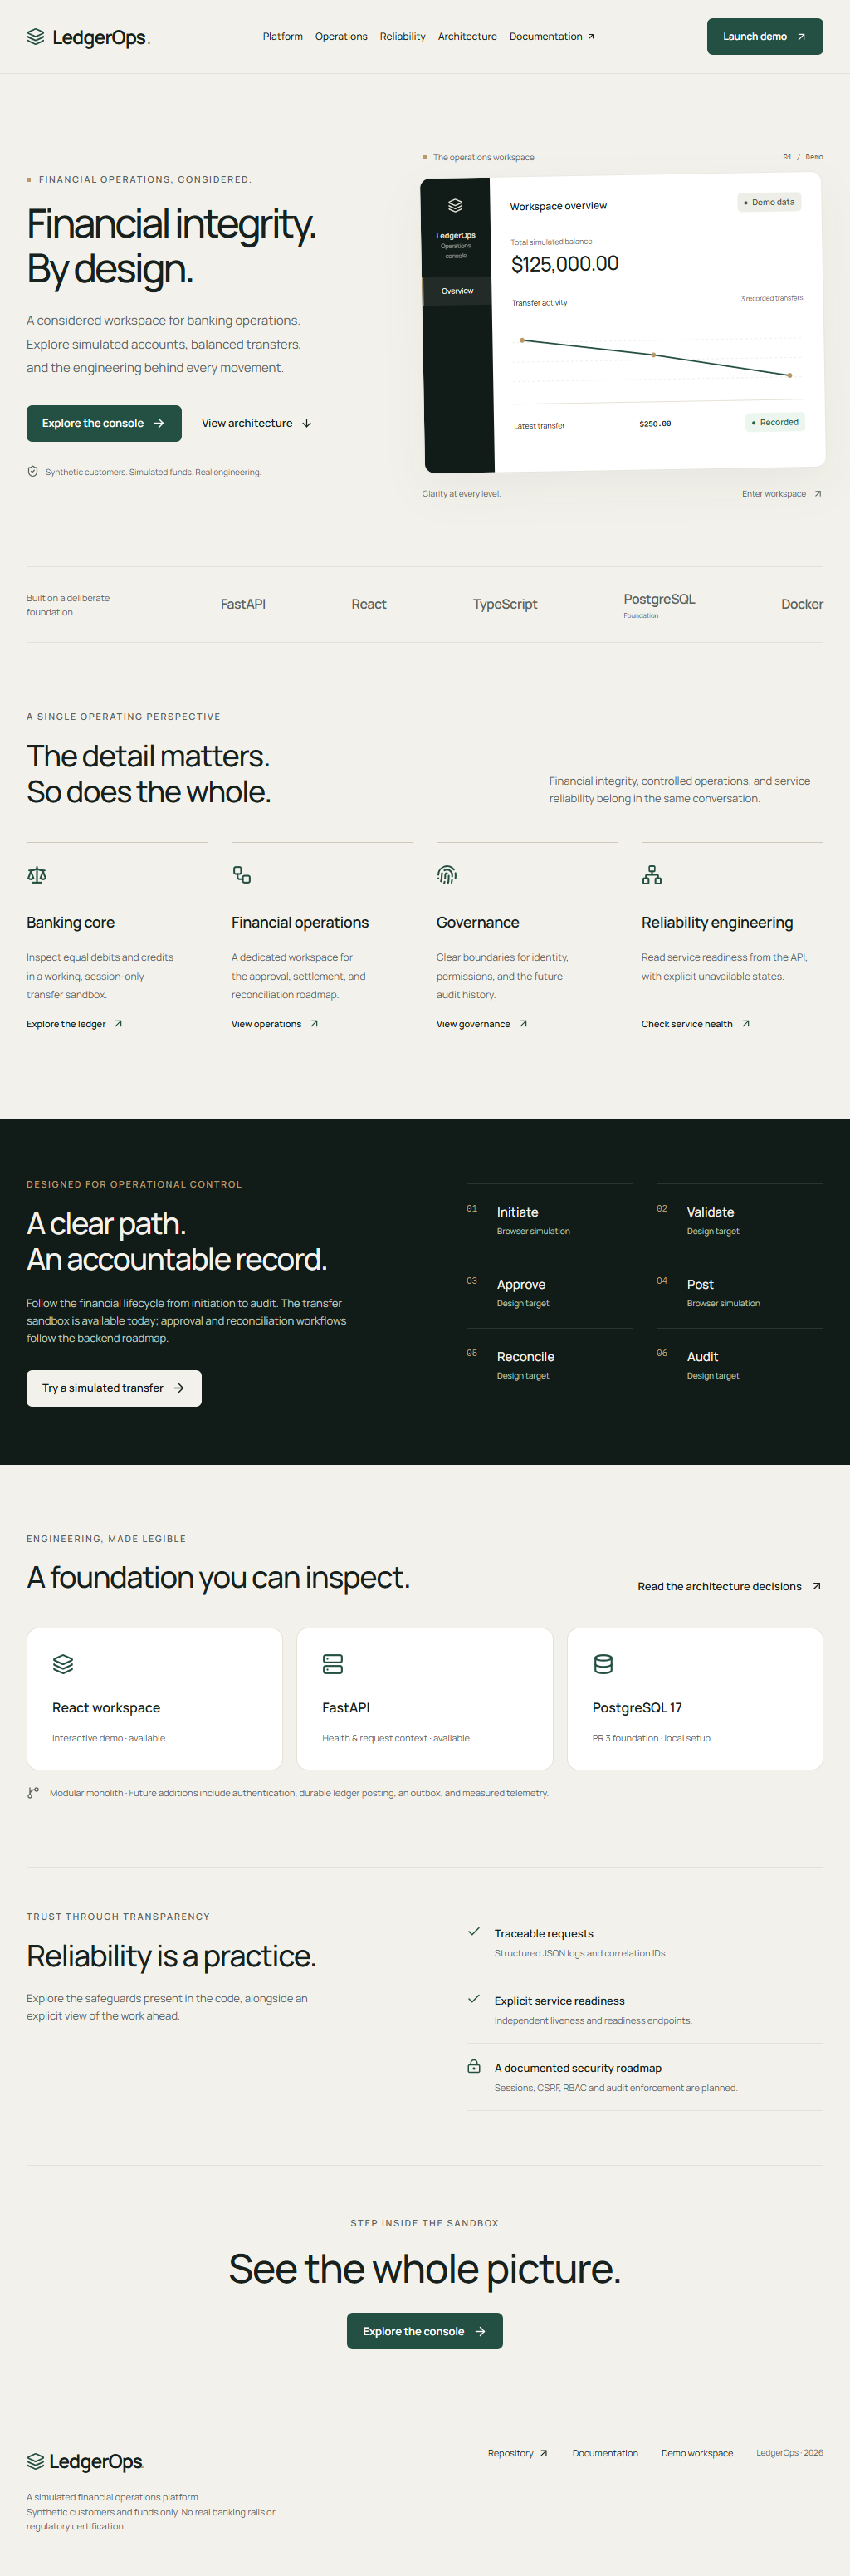 LedgerOps.
Platform
Operations
Reliability
Architecture
Documentation
Launch demo
The operations workspace
01 / Demo
FINANCIAL OPERATIONS, CONSIDERED.
Financial integrity.
By design.
A considered workspace for banking operations.
Explore simulated accounts, balanced transfers,
and the engineering behind every movement.
Explore the console
View architecture
Synthetic customers. Simulated funds. Real engineering.
LedgerOps
Operations
console
Overview
Workspace overview
Demo data
Total simulated balance
$125,000.00
Transfer activity
3 recorded transfers
Latest transfer
$250.00
Recorded
Clarity at every level.
Enter workspace
Built on a deliberate
foundation
FastAPI
React
TypeScript
PostgreSQL
Foundation
Docker
A SINGLE OPERATING PERSPECTIVE
The detail matters.
So does the whole.
Financial integrity, controlled operations, and service
reliability belong in the same conversation.
Banking core
Inspect equal debits and credits
in a working, session-only
transfer sandbox.
Explore the ledger
Financial operations
A dedicated workspace for
the approval, settlement, and
reconciliation roadmap.
View operations
Governance
Clear boundaries for identity,
permissions, and the future
audit history.
View governance
Reliability engineering
Read service readiness from the API,
with explicit unavailable states.
Check service health
DESIGNED FOR OPERATIONAL CONTROL
A clear path.
An accountable record.
Follow the financial lifecycle from initiation to audit. The transfer
sandbox is available today; approval and reconciliation workflows
follow the backend roadmap.
Try a simulated transfer
01
Initiate
Browser simulation
02
Validate
Design target
03
Approve
Design target
04
Post
Browser simulation
05
Reconcile
Design target
06
Audit
Design target
ENGINEERING, MADE LEGIBLE
A foundation you can inspect.
Read the architecture decisions
React workspace
Interactive demo · available
FastAPI
Health & request context · available
PostgreSQL 17
PR 3 foundation · local setup
Modular monolith · Future additions include authentication, durable ledger posting, an outbox, and measured telemetry.
TRUST THROUGH TRANSPARENCY
Reliability is a practice.
Explore the safeguards present in the code, alongside an
explicit view of the work ahead.
Traceable requests
Structured JSON logs and correlation IDs.
Explicit service readiness
Independent liveness and readiness endpoints.
A documented security roadmap
Sessions, CSRF, RBAC and audit enforcement are planned.
STEP INSIDE THE SANDBOX
See the whole picture.
Explore the console
LedgerOps.
A simulated financial operations platform.
Synthetic customers and funds only. No real banking rails or
regulatory certification.
Repository
Documentation
Demo workspace
LedgerOps · 2026